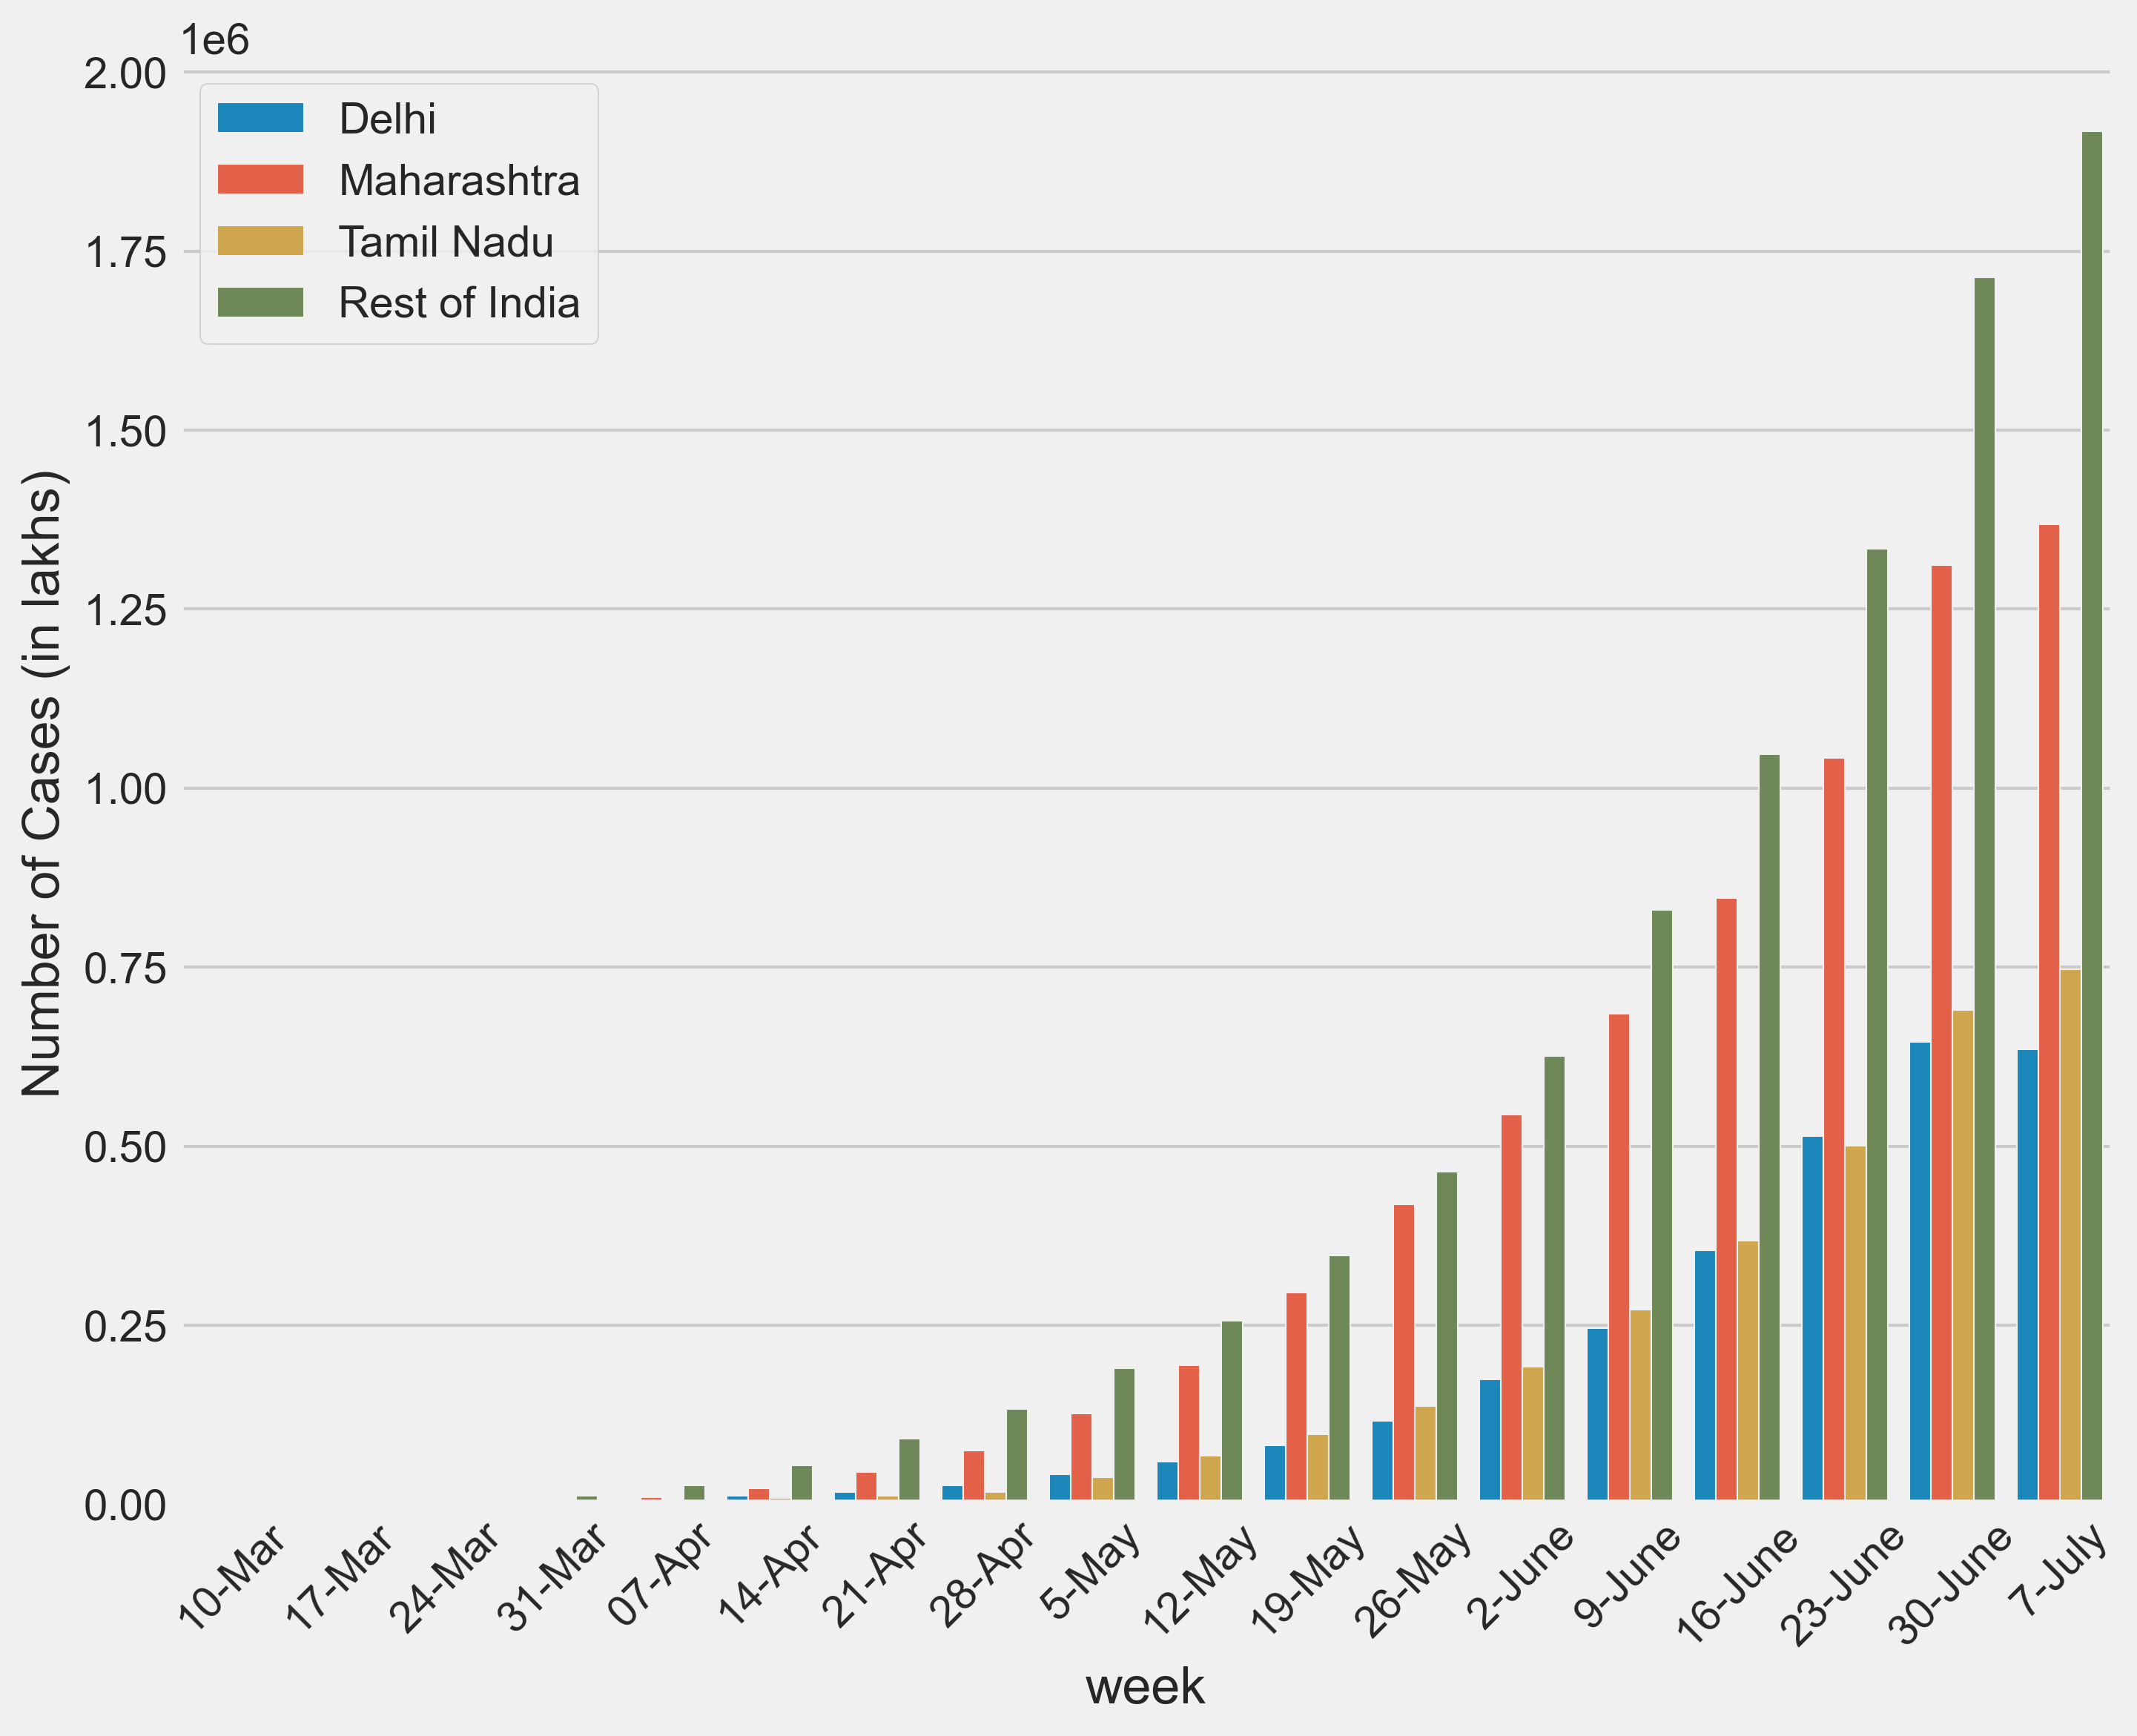 1e6
2.00
1.75
1.50
1.25
1.00
0.75
0.50
0.25
0.00
Number of Cases (in lakhs)
Delhi
Maharashtra
Tamil Nadu
Rest of India
10-Mar
17-Mar
24-Mar
31-Mar
07-Apr
14-Apr
21-Apr
28-Apr
5-May
12-May
19-May
26-May
2-June
9-June
16-June
23-June
30-June
7-July
week